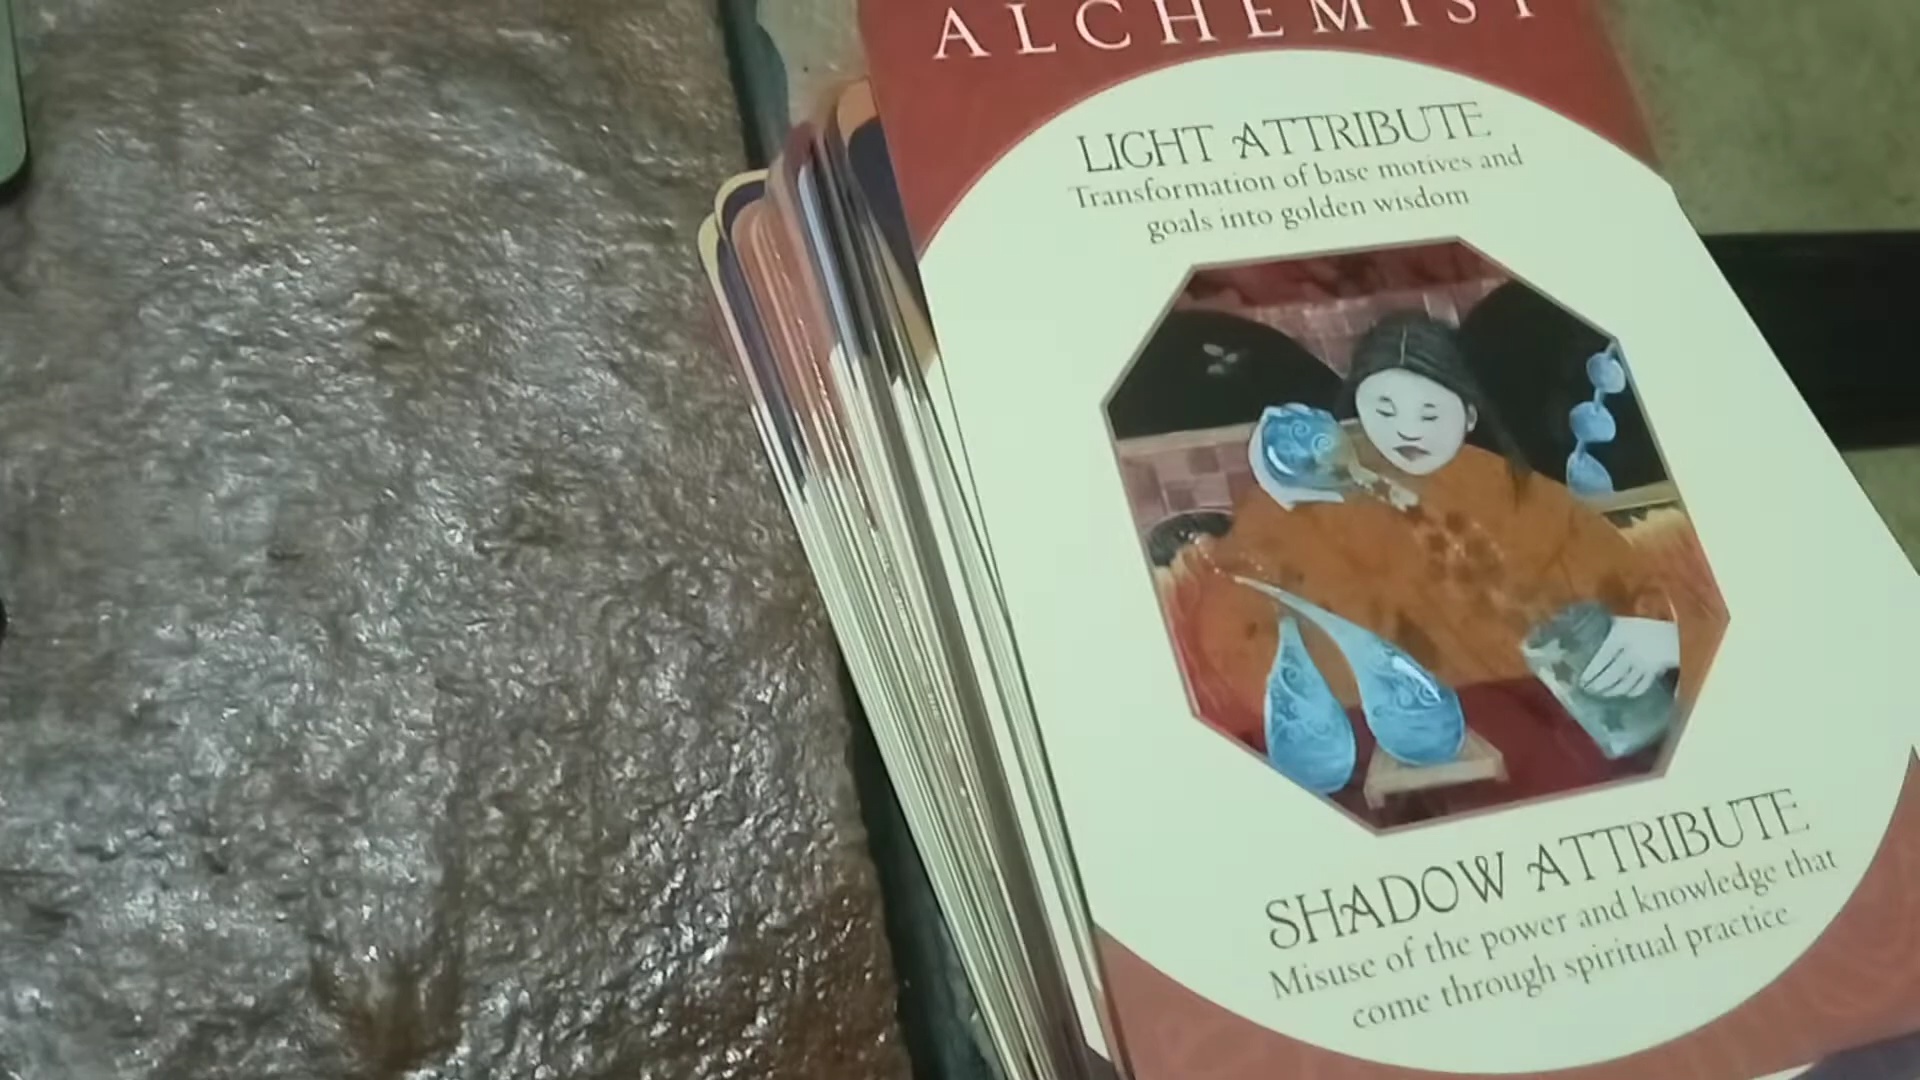 ALCHEMIST
LIGHT ATTRIBUTE
Transformation of base motives and
goals into golden wisdom
SHADOW ATTRIBUTE
Misuse of the power and knowledge that
come through spiritual practice